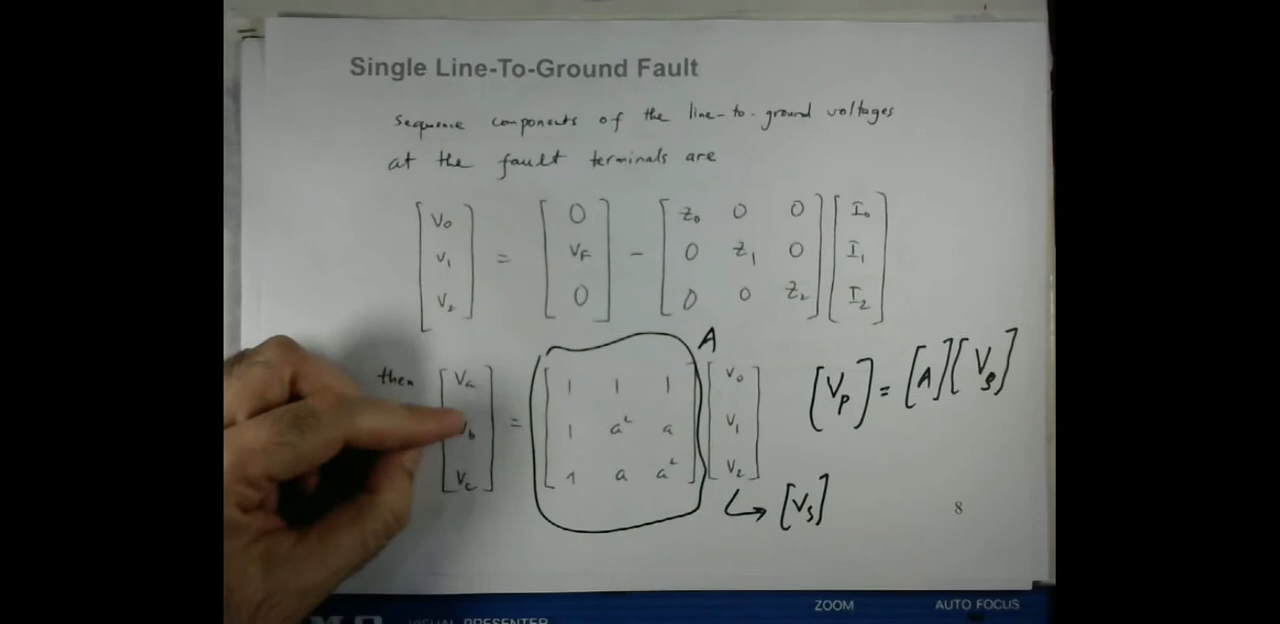 Single Line-To-Ground Fault
sequence components of the line-to-ground voltages
at the fault terminals are
[V0 V1 V2] = [0 VF 0] - [Z0 0 0 0 Z1 0 0 0 Z2] [I0 I1 I2]
A
then [Va Vb Vc] = [1 1 1 1 a² a 1 a a²] [V0 V1 V2]
[Vp] = [A] [Vs]
↳ [Vs]
8
ZOOM AUTO FOCUS
VISUAL PRESENTER